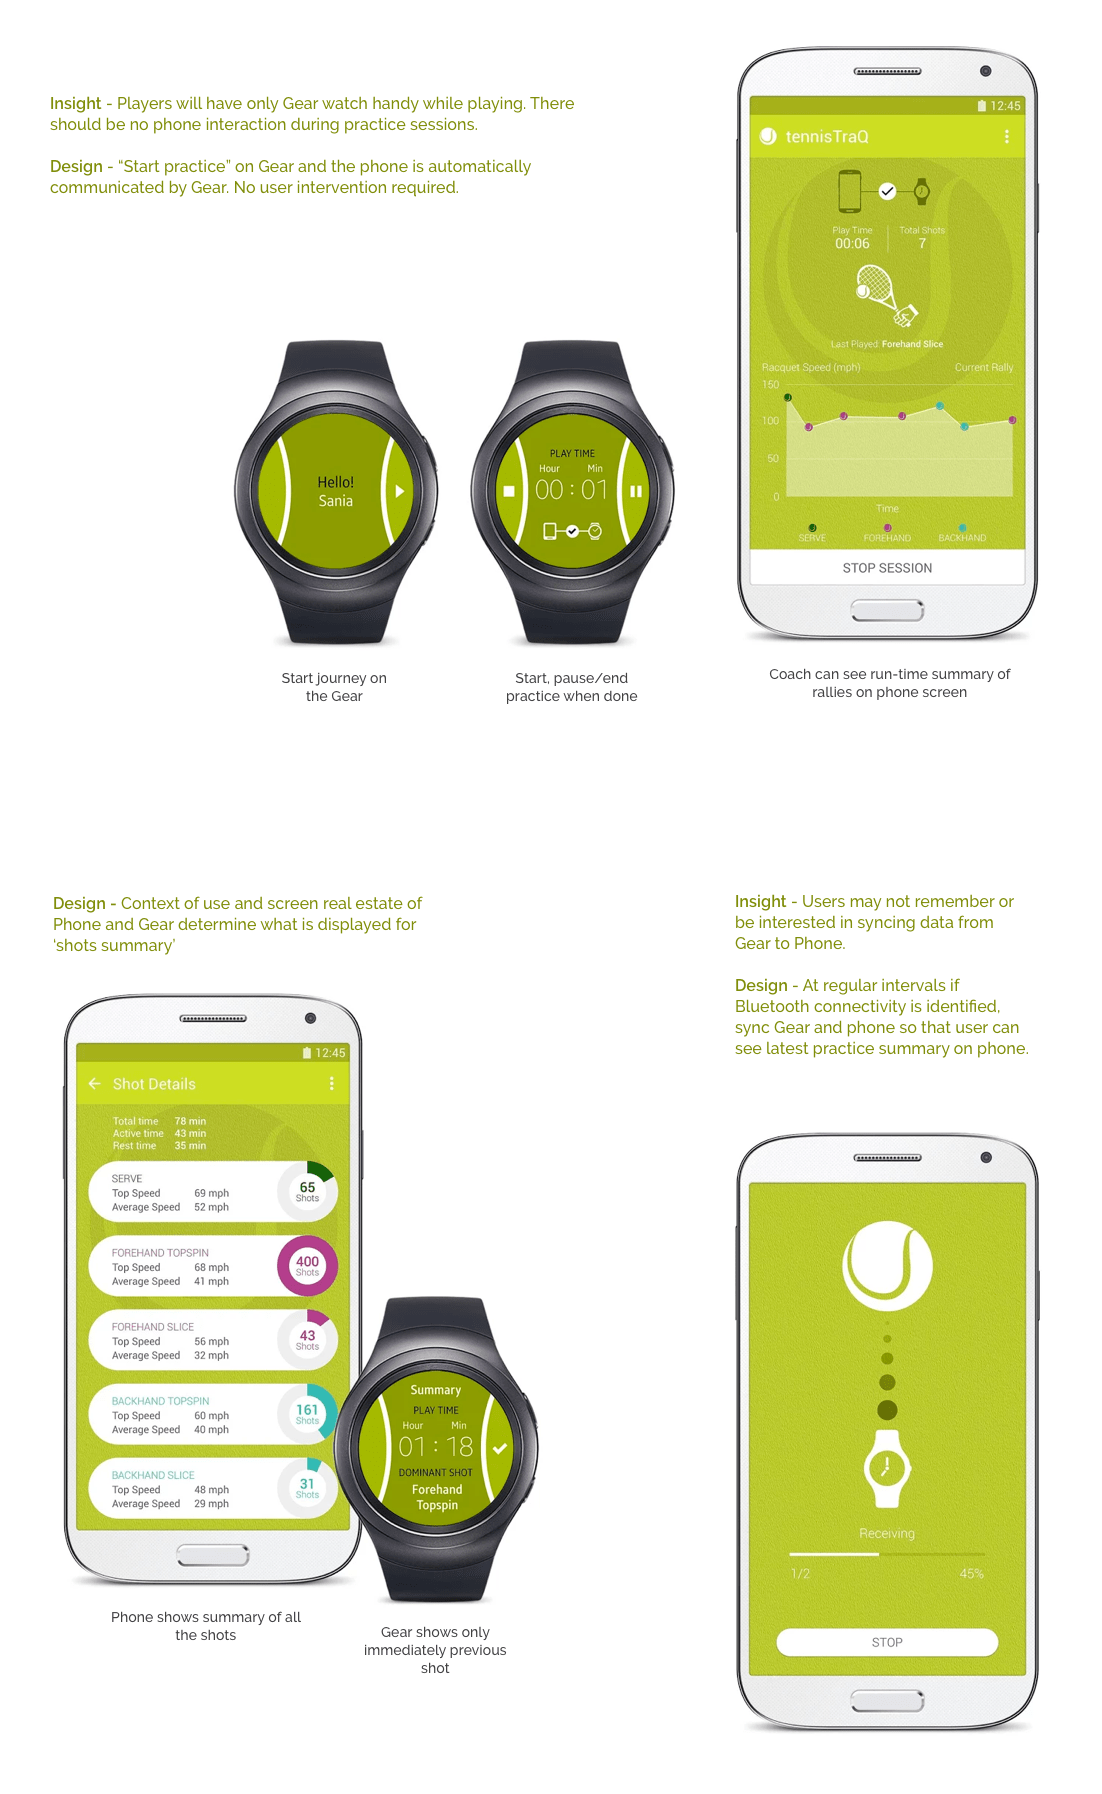 Insight - Players will have only Gear watch handy while playing. There
should be no phone interaction during practice sessions.
Design - “Start practice” on Gear and the phone is automatically
communicated by Gear. No user intervention required.
Hello!
Sania
PLAY TIME
Hour Min
00 : 01
12:45
tennisTraQ
Play Time Total Shots
00:06 7
Last Played: Forehand Slice
Racquet Speed (mph) Current Rally
150
100
50
0
Time
SERVE FOREHAND BACKHAND
STOP SESSION
Start journey on
the Gear
Start, pause/end
practice when done
Coach can see run-time summary of
rallies on phone screen
Design - Context of use and screen real estate of
Phone and Gear determine what is displayed for
‘shots summary’
12:45
Shot Details
Total time 78 min
Active time 43 min
Rest time 35 min
SERVE
Top Speed 69 mph
Average Speed 52 mph
65
Shots
FOREHAND TOPSPIN
Top Speed 68 mph
Average Speed 41 mph
400
Shots
FOREHAND SLICE
Top Speed 56 mph
Average Speed 32 mph
43
Shots
BACKHAND TOPSPIN
Top Speed 60 mph
Average Speed 40 mph
161
Shots
BACKHAND SLICE
Top Speed 48 mph
Average Speed 29 mph
31
Shots
Summary
PLAY TIME
Hour Min
01 : 18
DOMINANT SHOT
Forehand
Topspin
Phone shows summary of all
the shots
Gear shows only
immediately previous
shot
Insight - Users may not remember or
be interested in syncing data from
Gear to Phone.
Design - At regular intervals if
Bluetooth connectivity is identified,
sync Gear and phone so that user can
see latest practice summary on phone.
Receiving
1/2 45%
STOP